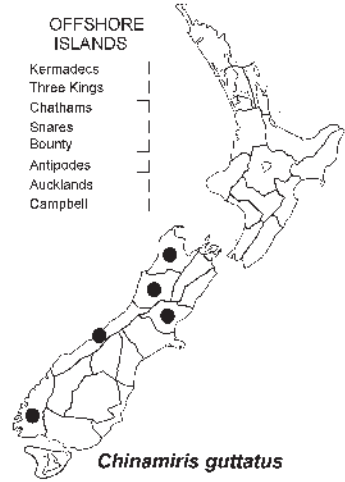 OFFSHORE
ISLANDS
Kermadecs
Three Kings
Chathams
Snares
Bounty
Antipodes
Aucklands
Campbell
Chinamiris guttatus